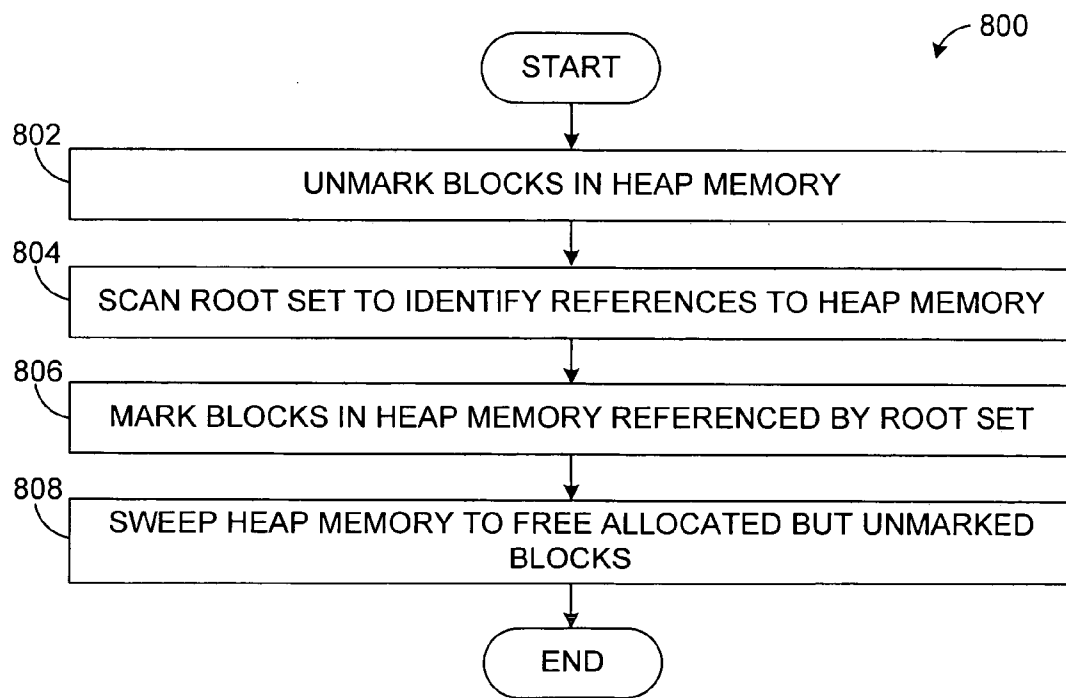 800
START
802
UNMARK BLOCKS IN HEAP MEMORY
804
SCAN ROOT SET TO IDENTIFY REFERENCES TO HEAP MEMORY
806
MARK BLOCKS IN HEAP MEMORY REFERENCED BY ROOT SET
808
SWEEP HEAP MEMORY TO FREE ALLOCATED BUT UNMARKED
BLOCKS
END